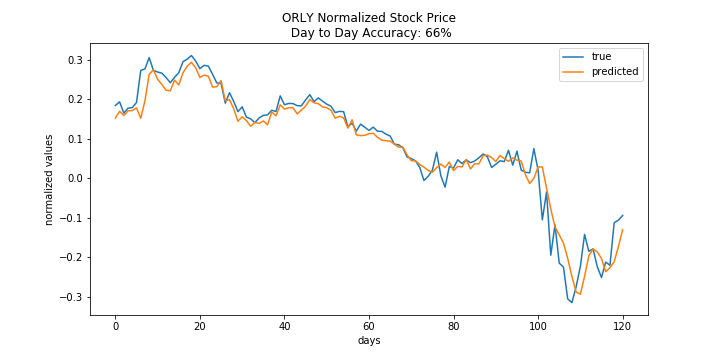 ORLY Normalized Stock Price
Day to Day Accuracy: 66%
true
predicted
normalized values
0.3
0.2
0.1
0.0
−0.1
−0.2
−0.3
0 20 40 60 80 100 120
days